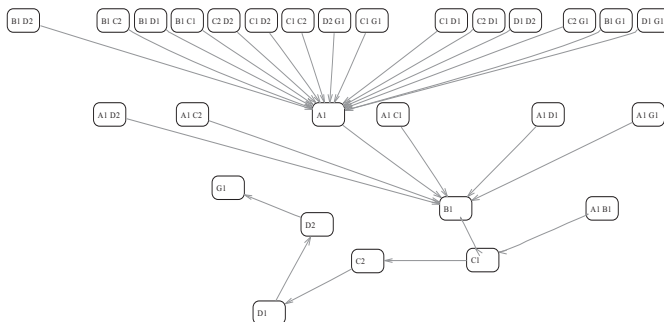 B1 D2
B1 C2
B1 D1
B1 C1
C2 D2
C1 D2
C1 C2
D2 G1
C1 G1
C1 D1
C2 D1
D1 D2
C2 G1
B1 G1
D1 G1
A1 D2
A1 C2
A1
A1 C1
A1 D1
A1 G1
G1
B1
A1 B1
D2
C2
C1
D1